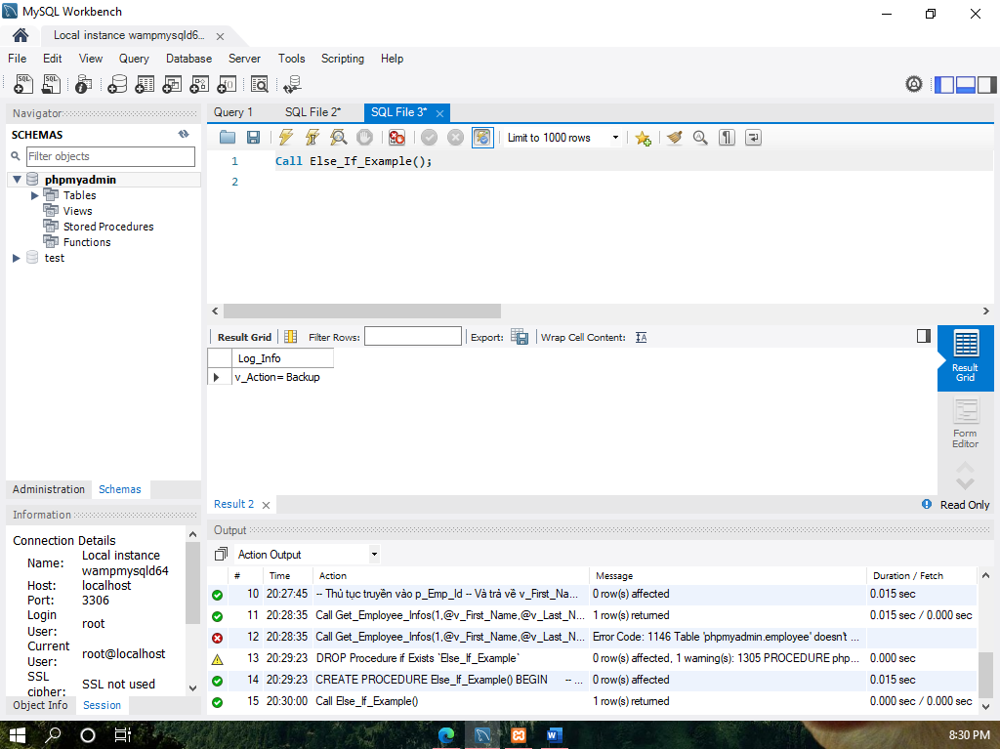 MySQL Workbench
Local instance wampmysqld6...
File Edit View Query Database Server Tools Scripting Help
Navigator
SCHEMAS
Filter objects
phpmyadmin
Tables
Views
Stored Procedures
Functions
test
Administration Schemas
Information
Connection Details
Name: Local instance wampmysqld64
Host: localhost
Port: 3306
Login User: root
Current User: root@localhost
SSL cipher: SSL not used
Object Info Session
Query 1 SQL File 2* SQL File 3*
Limit to 1000 rows
1 Call Else_If_Example();
2
Result Grid Filter Rows: Export: Wrap Cell Content:
Log_Info
v_Action= Backup
Result Grid
Form Editor
Result 2
Read Only
Output
Action Output
# Time Action Message Duration / Fetch
10 20:27:45 -- Thủ tục truyền vào p_Emp_Id -- Và trả về v_First_Na... 0 row(s) affected 0.015 sec
11 20:28:35 Call Get_Employee_Infos(1,@v_First_Name,@v_Last_N... 1 row(s) returned 0.015 sec / 0.000 sec
12 20:28:35 Call Get_Employee_Infos(1,@v_First_Name,@v_Last_N... Error Code: 1146 Table 'phpmyadmin.employee' doesn't ...
13 20:29:23 DROP Procedure if Exists `Else_If_Example` 0 row(s) affected, 1 warning(s): 1305 PROCEDURE php... 0.000 sec
14 20:29:23 CREATE PROCEDURE Else_If_Example() BEGIN -- ... 0 row(s) affected 0.015 sec
15 20:30:00 Call Else_If_Example() 1 row(s) returned 0.000 sec / 0.000 sec
8:30 PM